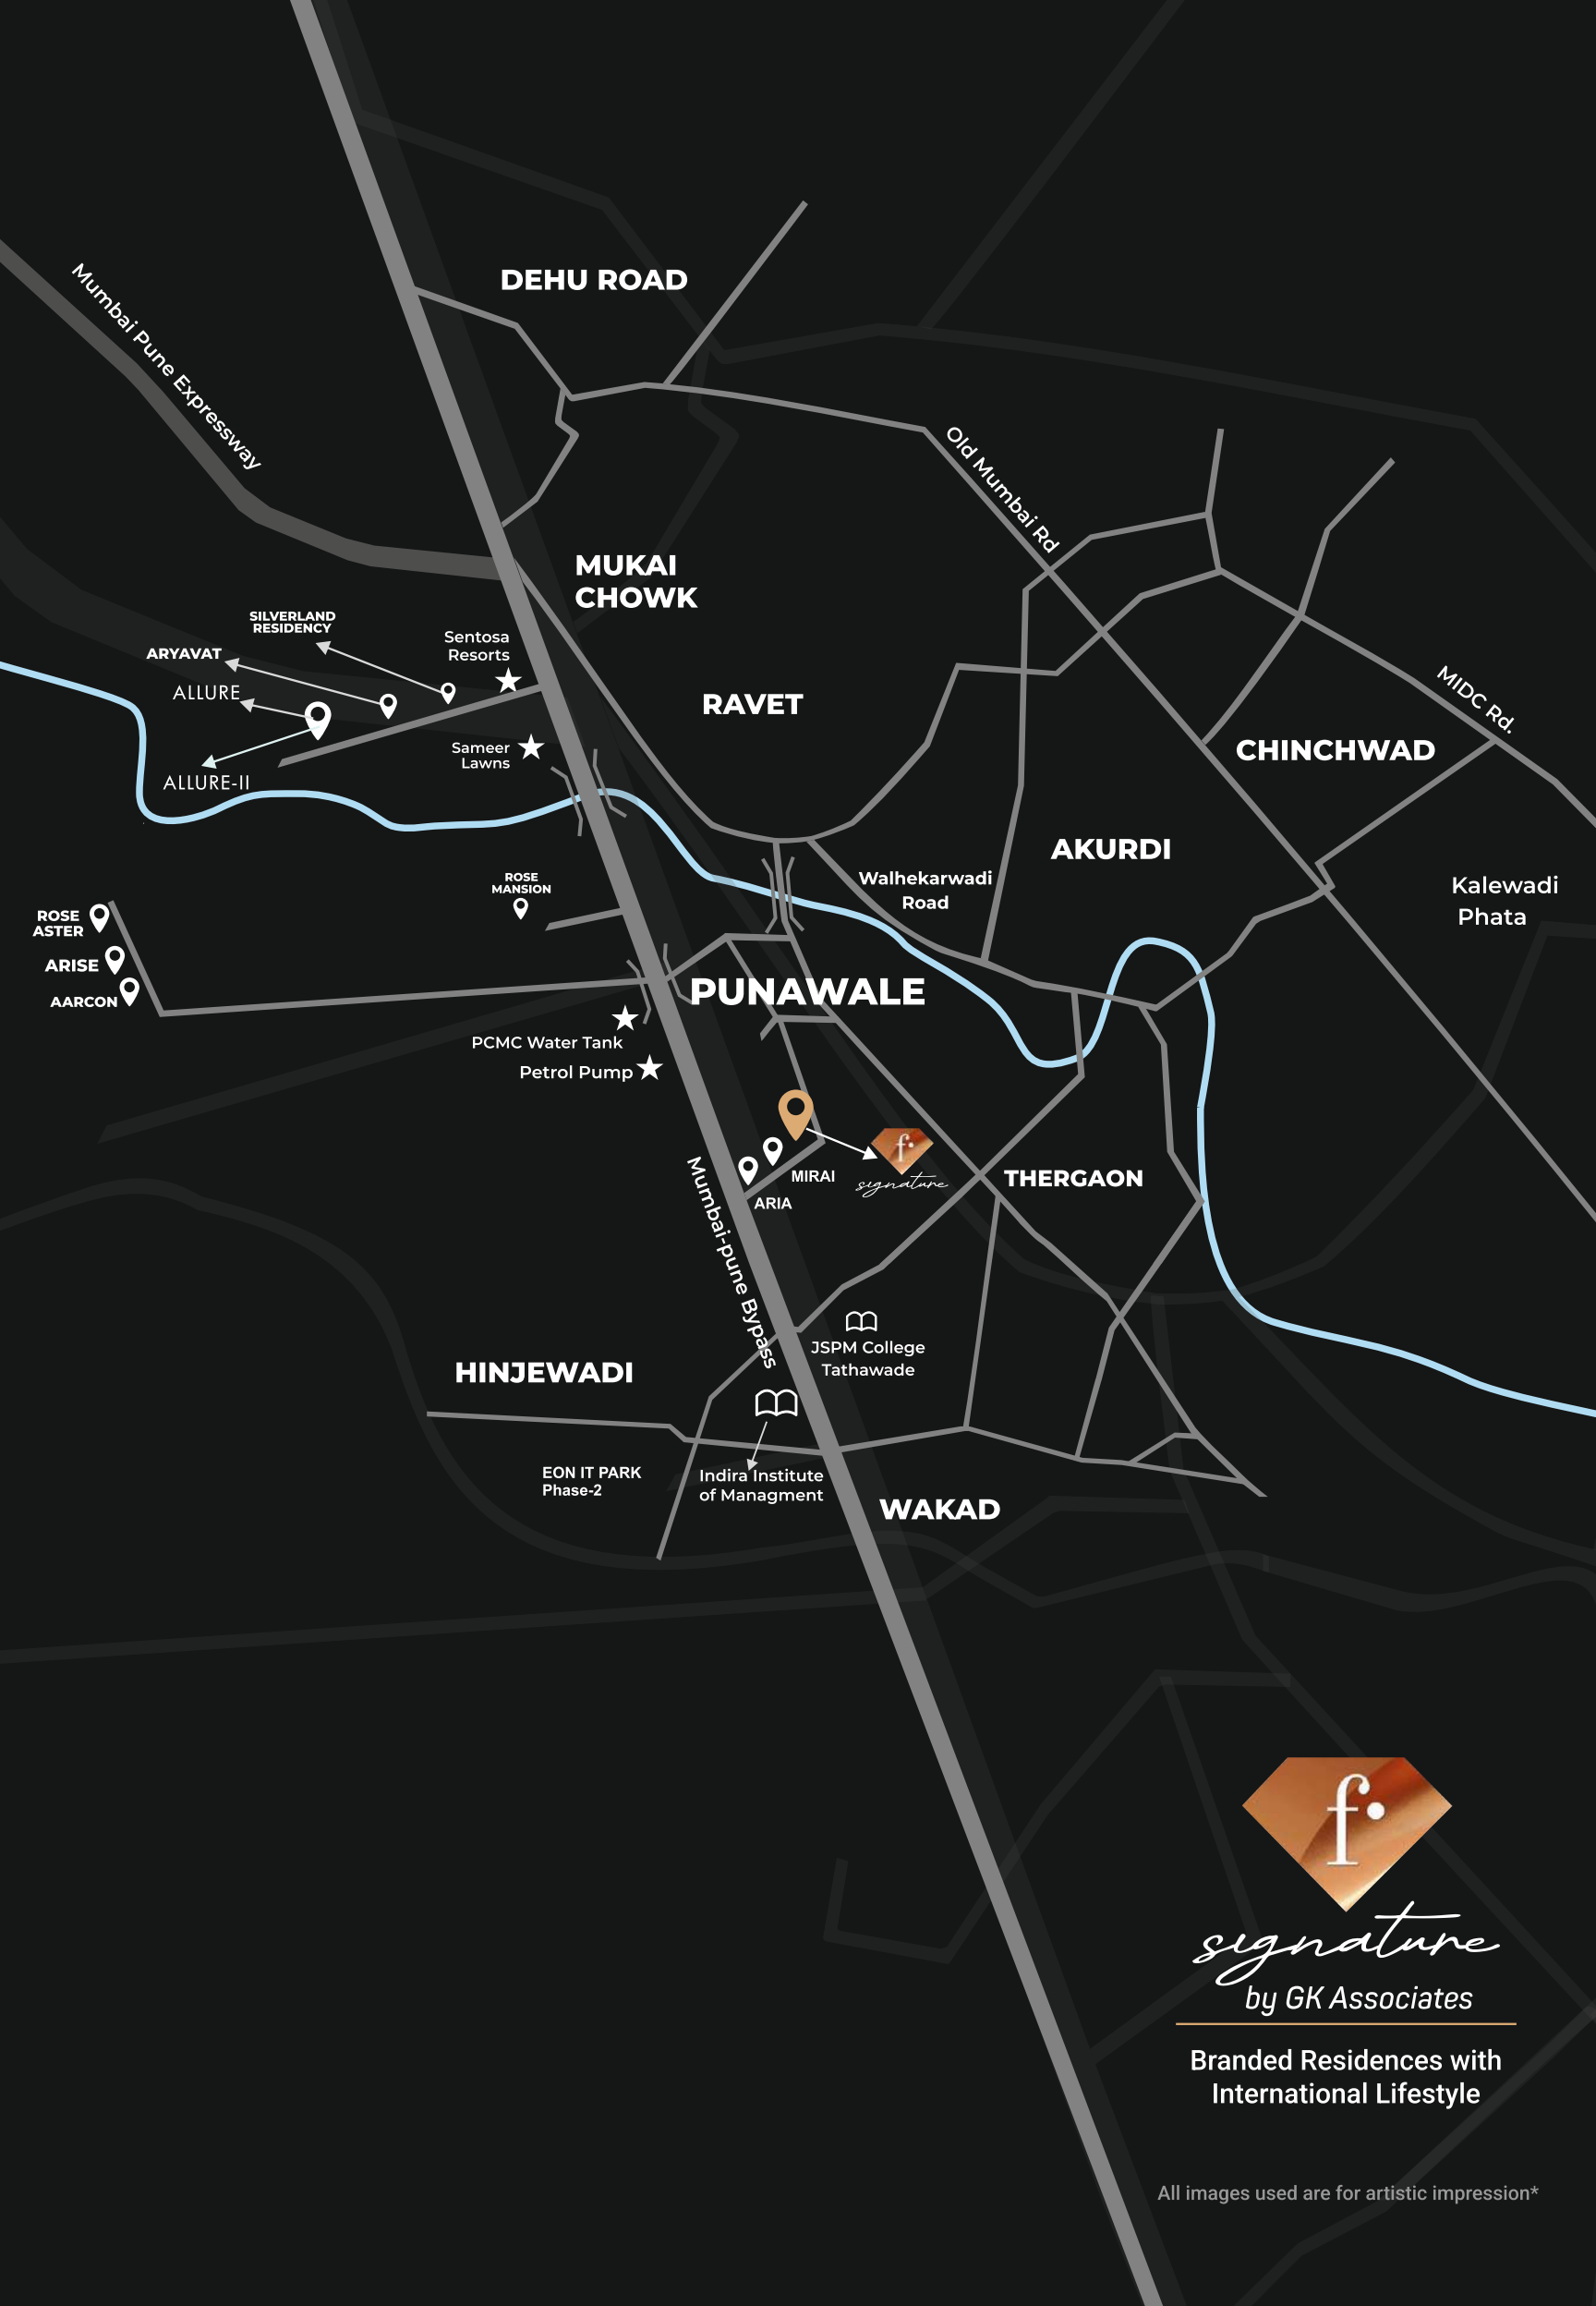 DEHU ROAD
Mumbai Pune Expressway
Old Mumbai Rd
MUKAI
CHOWK
SILVERLAND
RESIDENCY
ARYAVAT
ALLURE
ALLURE-II
Sentosa
Resorts
Sameer
Lawns
RAVET
MIDC Rd.
CHINCHWAD
AKURDI
Walhekarwadi
Road
Kalewadi
Phata
ROSE
MANSION
ROSE
ASTER
ARISE
AARCON
PUNAWALE
PCMC Water Tank
Petrol Pump
MIRAI
ARIA
f
signature
THERGAON
Mumbai-pune Bypass
JSPM College
Tathawade
HINJEWADI
EON IT PARK
Phase-2
Indira Institute
of Managment
WAKAD
f
signature
by GK Associates
Branded Residences with
International Lifestyle
All images used are for artistic impression*